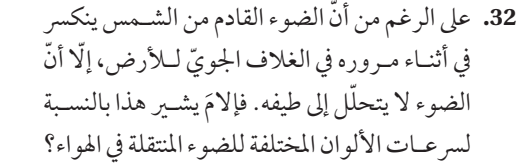 32. على الرغم من أنّ الضوء القادم من الشمس ينكسر
في أثناء مروره في الغلاف الجويّ للأرض، إلّا أنّ
الضوء لا يتحلّل إلى طيفه. فإلامَ يشير هذا بالنسبة
لسرعات الألوان المختلفة للضوء المنتقلة في الهواء؟